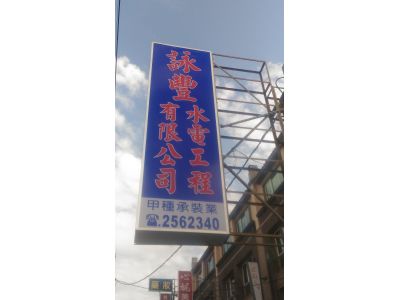 詠豐
水電工程
有限公司
甲種承裝業
☎.2562340